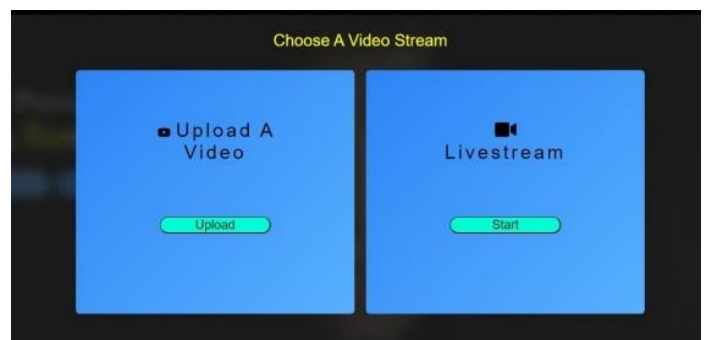 Choose A Video Stream
Upload A
Video
Livestream
Upload
Start